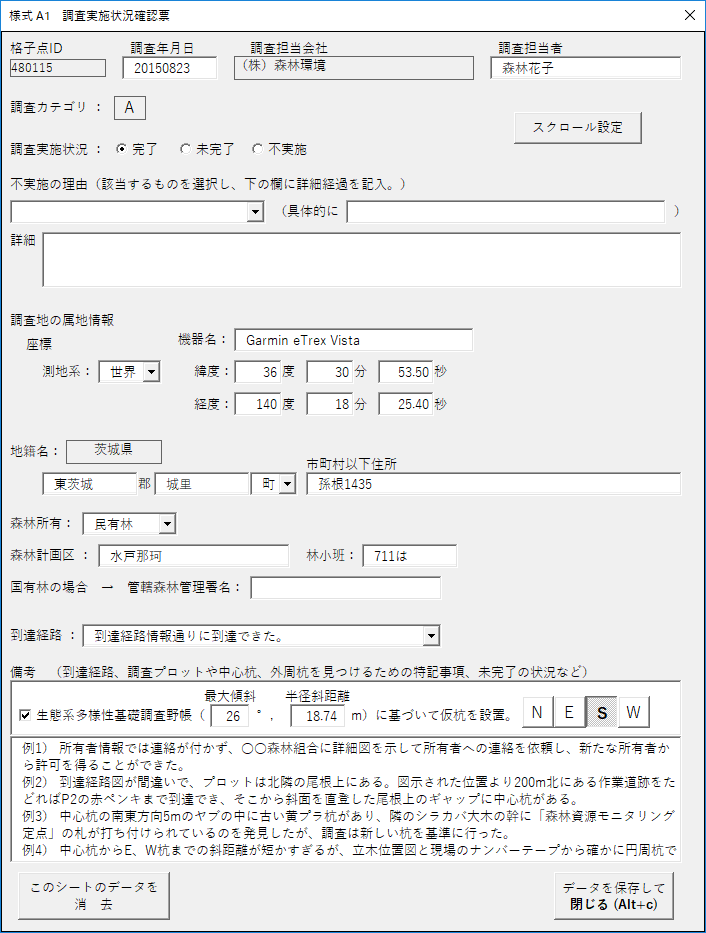 様式 A1　調査実施状況確認票
格子点ID　調査年月日　調査担当会社　調査担当者
480115　20150823　（株）森林環境　森林花子
調査カテゴリ ： A
スクロール設定
調査実施状況 ： 完了　未完了　不実施
不実施の理由（該当するものを選択し、下の欄に詳細経過を記入。）
（具体的に　）
詳細
調査地の属地情報
座標　機器名： Garmin eTrex Vista
測地系： 世界　緯度： 36 度 30 分 53.50 秒
経度： 140 度 18 分 25.40 秒
地籍名： 茨城県　市町村以下住所
東茨城 郡 城里 町 孫根1435
森林所有： 民有林
森林計画区 ： 水戸那珂　林小班： 711は
国有林の場合　→　管轄森林管理署名：
到達経路 ： 到達経路情報通りに到達できた。
備考　（到達経路、調査プロットや中心杭、外周杭を見つけるための特記事項、未完了の状況など）
最大傾斜　半径斜距離
生態系多様性基礎調査野帳（ 26 ° ， 18.74 m）に基づいて仮杭を設置。 N E S W
例1） 所有者情報では連絡が付かず、〇〇森林組合に詳細図を示して所有者への連絡を依頼し、新たな所有者か
ら許可を得ることができた。
例2） 到達経路図が間違いで、プロットは北隣の尾根上にある。図示された位置より200m北にある作業道跡をた
どればP2の赤ペンキまで到達でき、そこから斜面を直登した尾根上のギャップに中心杭がある。
例3） 中心杭の南東方向5mのヤブの中に古い黄プラ杭があり、隣のシラカバ大木の幹に「森林資源モニタリング
定点」の札が打ち付けられているのを発見したが、調査は新しい杭を基準に行った。
例4） 中心杭からE、W杭までの斜距離が短かすぎるが、立木位置図と現場のナンバーテープから確かに円周杭で
このシートのデータを
消　去
データを保存して
閉じる (Alt+c)